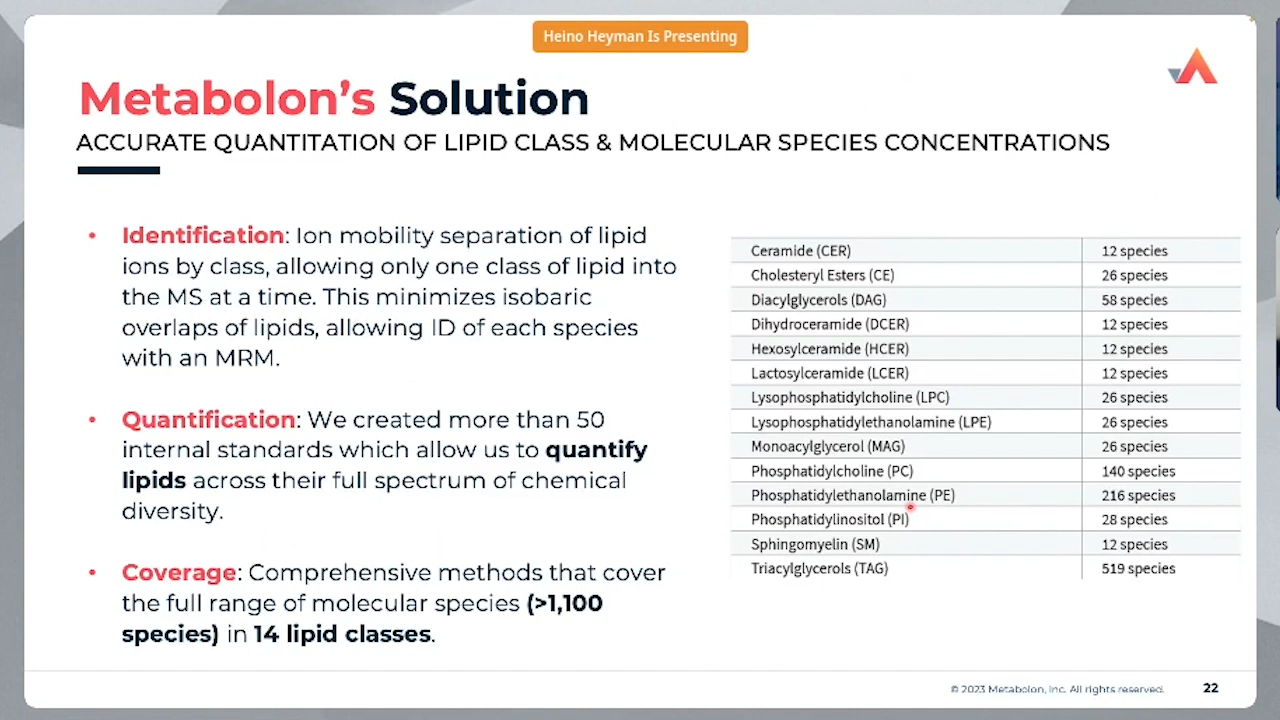 Heino Heyman Is Presenting
Metabolon’s Solution
ACCURATE QUANTITATION OF LIPID CLASS & MOLECULAR SPECIES CONCENTRATIONS
• Identification: Ion mobility separation of lipid
ions by class, allowing only one class of lipid into
the MS at a time. This minimizes isobaric
overlaps of lipids, allowing ID of each species
with an MRM.
• Quantification: We created more than 50
internal standards which allow us to quantify
lipids across their full spectrum of chemical
diversity.
• Coverage: Comprehensive methods that cover
the full range of molecular species (>1,100
species) in 14 lipid classes.
Ceramide (CER) 12 species
Cholesteryl Esters (CE) 26 species
Diacylglycerols (DAG) 58 species
Dihydroceramide (DCER) 12 species
Hexosylceramide (HCER) 12 species
Lactosylceramide (LCER) 12 species
Lysophosphatidylcholine (LPC) 26 species
Lysophosphatidylethanolamine (LPE) 26 species
Monoacylglycerol (MAG) 26 species
Phosphatidylcholine (PC) 140 species
Phosphatidylethanolamine (PE) 216 species
Phosphatidylinositol (PI) 28 species
Sphingomyelin (SM) 12 species
Triacylglycerols (TAG) 519 species
© 2023 Metabolon, Inc. All rights reserved. 22